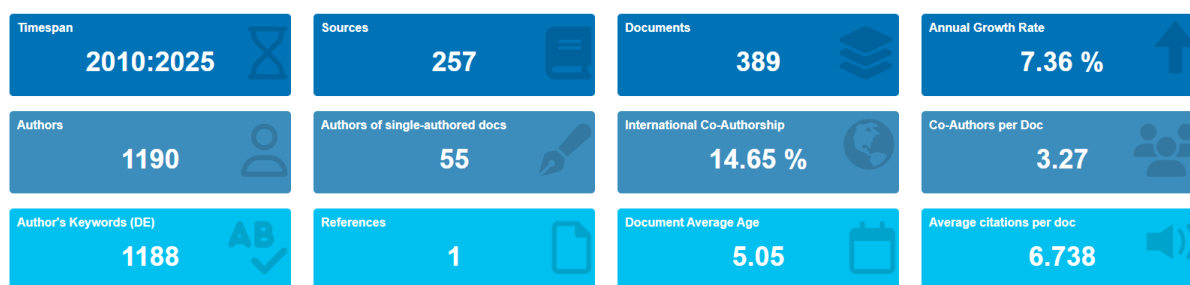 Timespan
2010:2025
Sources
257
Documents
389
Annual Growth Rate
7.36 %
Authors
1190
Authors of single-authored docs
55
International Co-Authorship
14.65 %
Co-Authors per Doc
3.27
Author's Keywords (DE)
1188
AB
References
1
Document Average Age
5.05
Average citations per doc
6.738